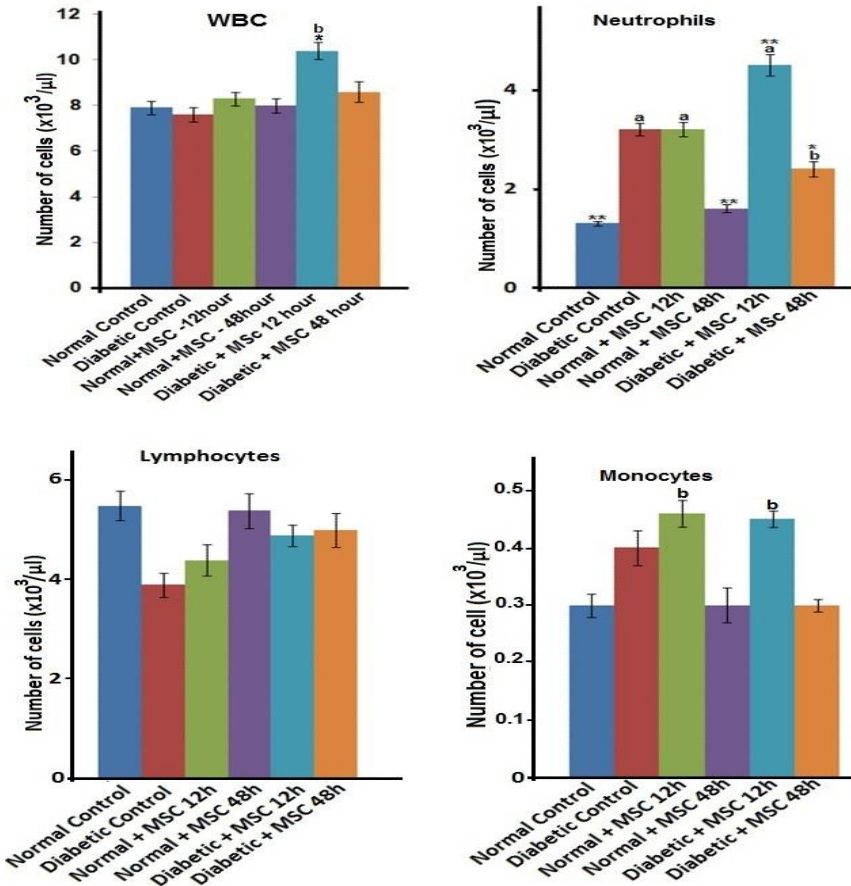 WBC
12
10
8
6
4
2
0
Number of cells (x10³/µl)
b
*
Normal Control
Diabetic Control
Normal+MSC -12hour
Normal+MSC - 48hour
Diabetic + MSc 12 hour
Diabetic + MSC 48 hour
Neutrophils
4
2
0
Number of cells (x10³/µl)
**
a
a
**
**
a
*
b
Normal Control
Diabetic Control
Normal + MSC 12h
Normal + MSC 48h
Diabetic + MSc 12h
Diabetic + MSC 48h
Lymphocytes
6
4
2
0
Number of cells (x10³/µl)
Normal Control
Diabetic Control
Normal + MSC 12h
Normal + MSC 48h
Diabetic + MSC 12h
Diabetic + MSC 48h
Monocytes
0.5
0.4
0.3
0.2
0.1
0
Number of cell (x10³/µl)
b
b
Normal Control
Diabetic Control
Normal + MSC 12h
Normal + MSC 48h
Diabetic + MSC 12h
Diabetic + MSC 48h